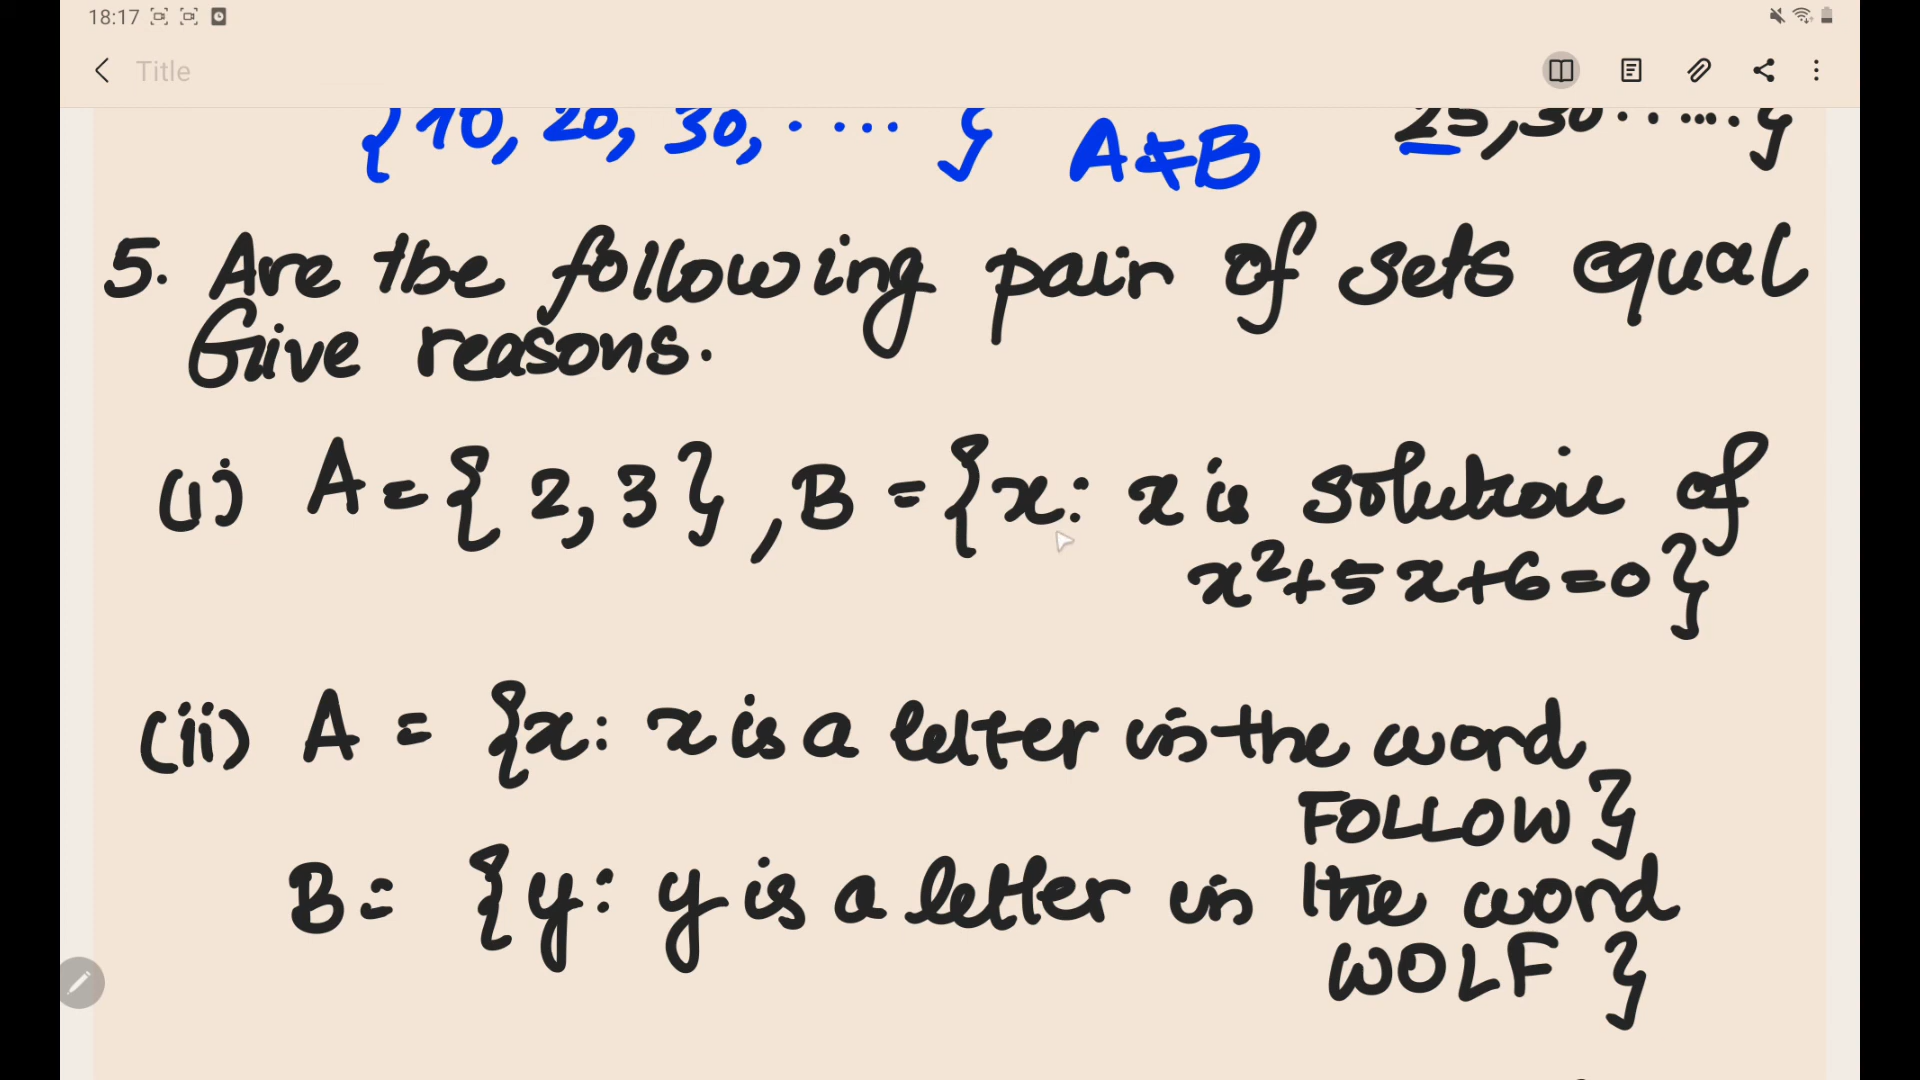 18:17
Title
{10, 20, 30, .... } A≠B 25,30.......}
5. Are the following pair of sets equal
Give reasons.
(i) A={ 2,3} , B ={x: x is solution of
x²+5x+6=0}
(ii) A = {x: x is a letter in the word
FOLLOW}
B= {y: y is a letter in the word
WOLF }